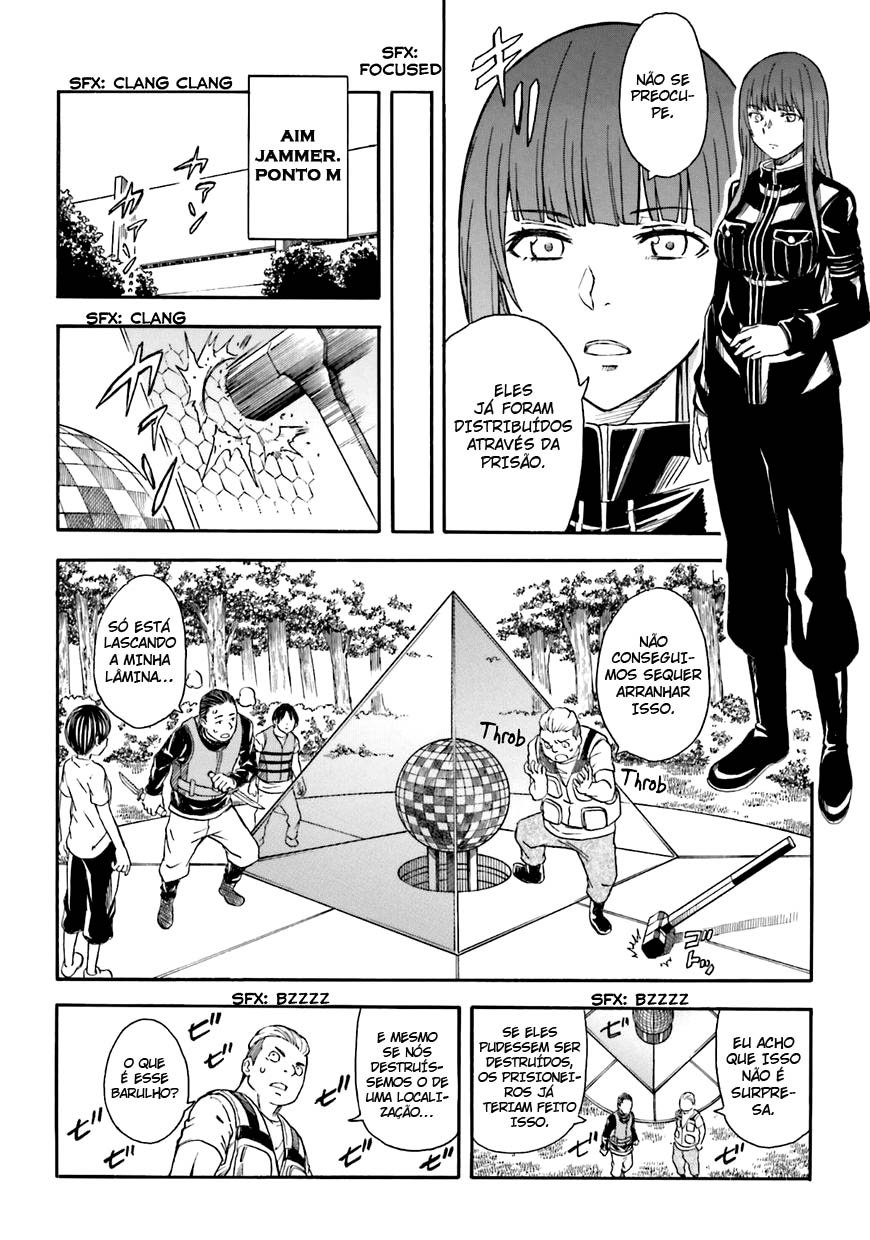 NÃO SE
PREOCU-
PE.
ELES
JÁ FORAM
DISTRIBUÍDOS
ATRAVÉS DA
PRISÃO.
SFX:
FOCUSED
SFX: CLANG CLANG
AIM
JAMMER.
PONTO M
SFX: CLANG
NÃO
CONSEGUI-
MOS SEQUER
ARRANHAR
ISSO.
Throb
Throb
SÓ ESTÁ
LASCANDO
A MINHA
LÂMINA...
SFX: BZZZZ
EU ACHO
QUE ISSO
NÃO É
SURPRE-
SA.
SE ELES
PUDESSEM SER
DESTRUÍDOS,
OS PRISIONEI-
ROS JÁ
TERIAM FEITO
ISSO.
SFX: BZZZZ
E MESMO
SE NÓS
DESTRUÍS-
SEMOS O DE
UMA LOCALI-
ZAÇÃO...
O QUE
É ESSE
BARULHO?